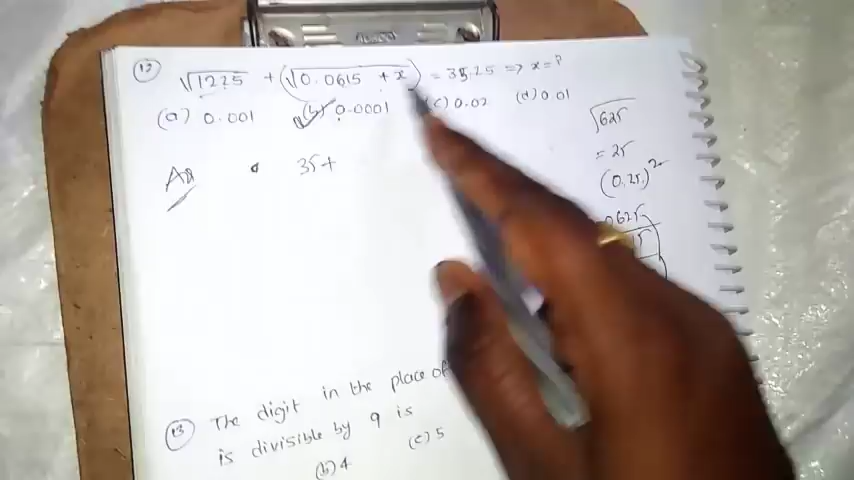 (12) √1225 + (√0.0615 + x) = 35.25 => x = ?
(a) 0.001 (b) 0.0001 (c) 0.02 (d) 0.01
√625
= 25
(0.25)²
0625
35+
(13) The digit in the place of
is divisible by 9 is
(b) 4 (c) 5